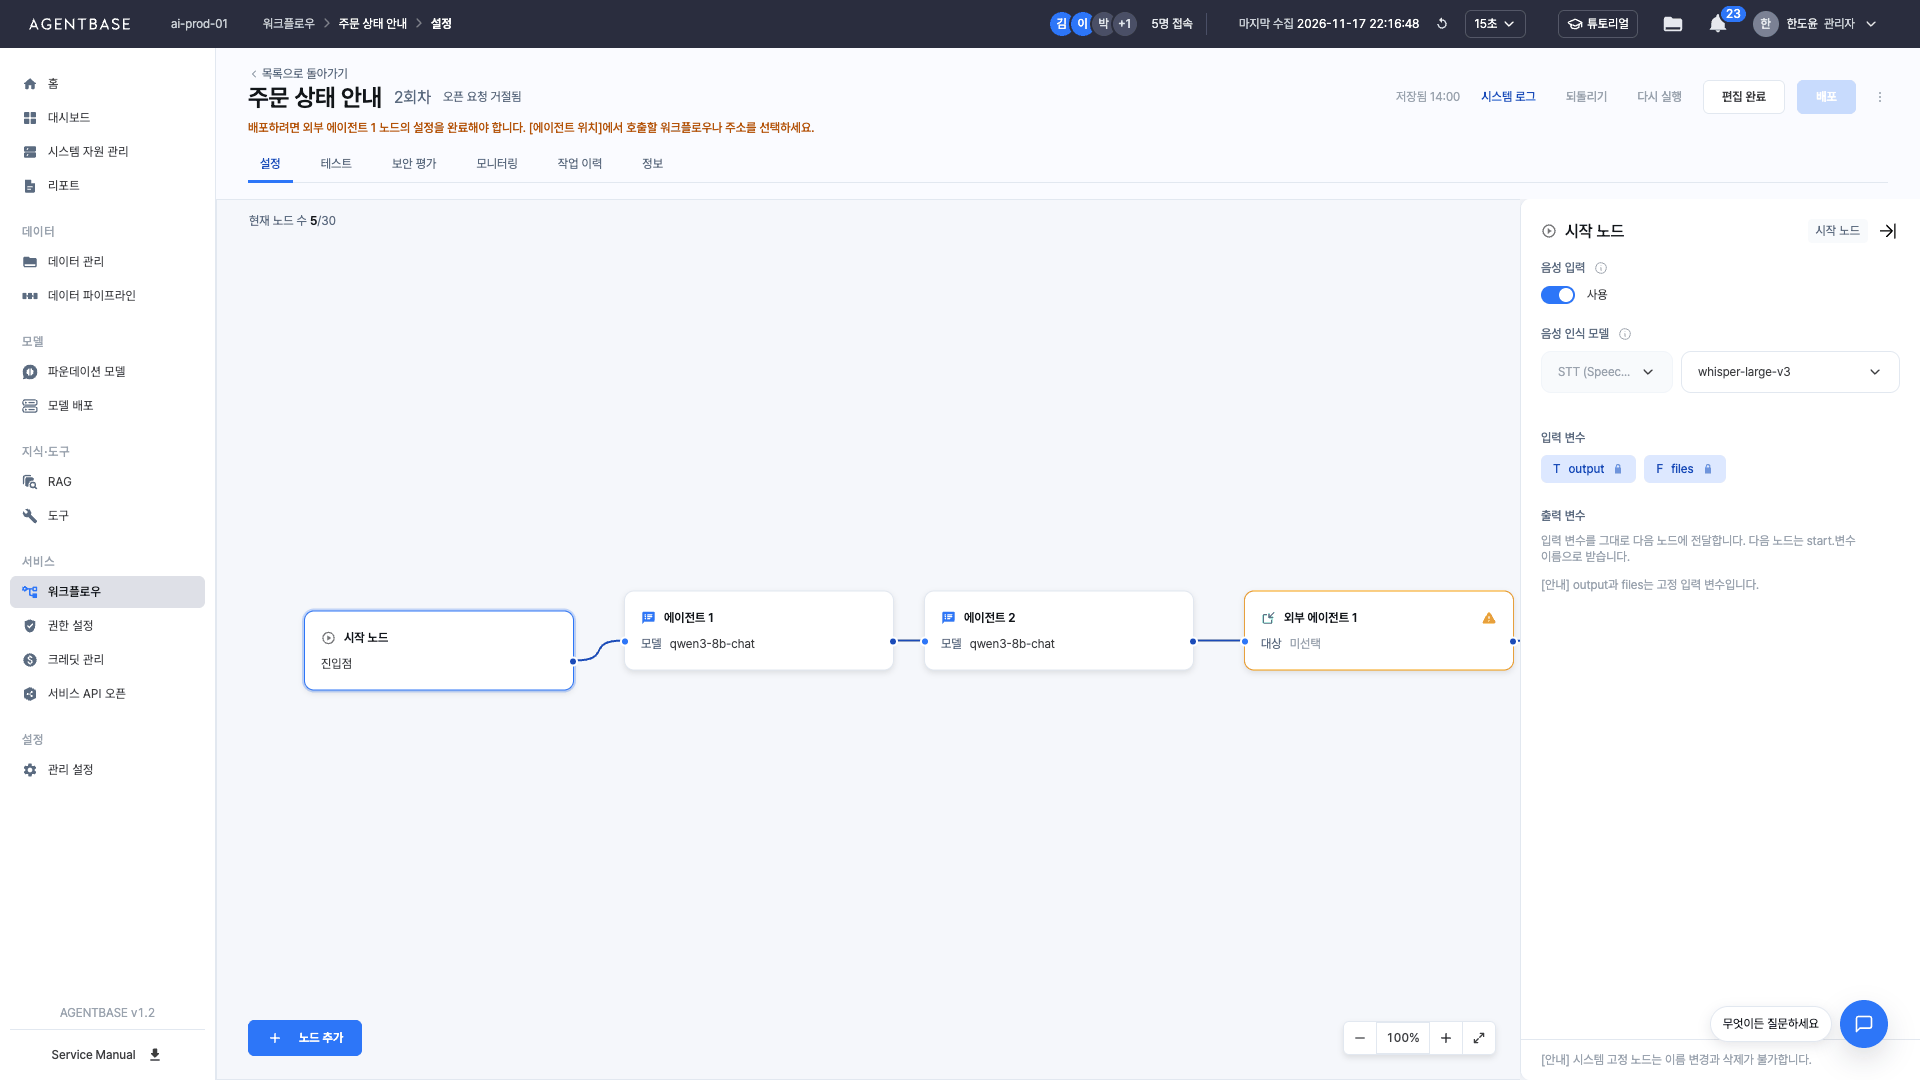 AGENTBASE
ai-prod-01
워크플로우 > 주문 상태 안내 > 설정
김 이 박 +1 5명 접속
마지막 수집 2026-11-17 22:16:48
15초
튜토리얼
23
한 한도윤 관리자
홈
대시보드
시스템 자원 관리
리포트
데이터
데이터 관리
데이터 파이프라인
모델
파운데이션 모델
모델 배포
지식·도구
RAG
도구
서비스
워크플로우
권한 설정
크레딧 관리
서비스 API 오픈
설정
관리 설정
AGENTBASE v1.2
Service Manual
목록으로 돌아가기
주문 상태 안내 2회차 오픈 요청 거절됨
저장됨 14:00 시스템 로그 되돌리기 다시 실행 편집 완료 배포
배포하려면 외부 에이전트 1 노드의 설정을 완료해야 합니다. [에이전트 위치]에서 호출할 워크플로우나 주소를 선택하세요.
설정 테스트 보안 평가 모니터링 작업 이력 정보
현재 노드 수 5/30
시작 노드
진입점
에이전트 1
모델 qwen3-8b-chat
에이전트 2
모델 qwen3-8b-chat
외부 에이전트 1
대상 미선택
노드 추가
100%
시작 노드 시작 노드
음성 입력
사용
음성 인식 모델
STT (Speec... whisper-large-v3
입력 변수
T output F files
출력 변수
입력 변수를 그대로 다음 노드에 전달합니다. 다음 노드는 start.변수
이름으로 받습니다.
[안내] output과 files는 고정 입력 변수입니다.
무엇이든 질문하세요
[안내] 시스템 고정 노드는 이름 변경과 삭제가 불가합니다.